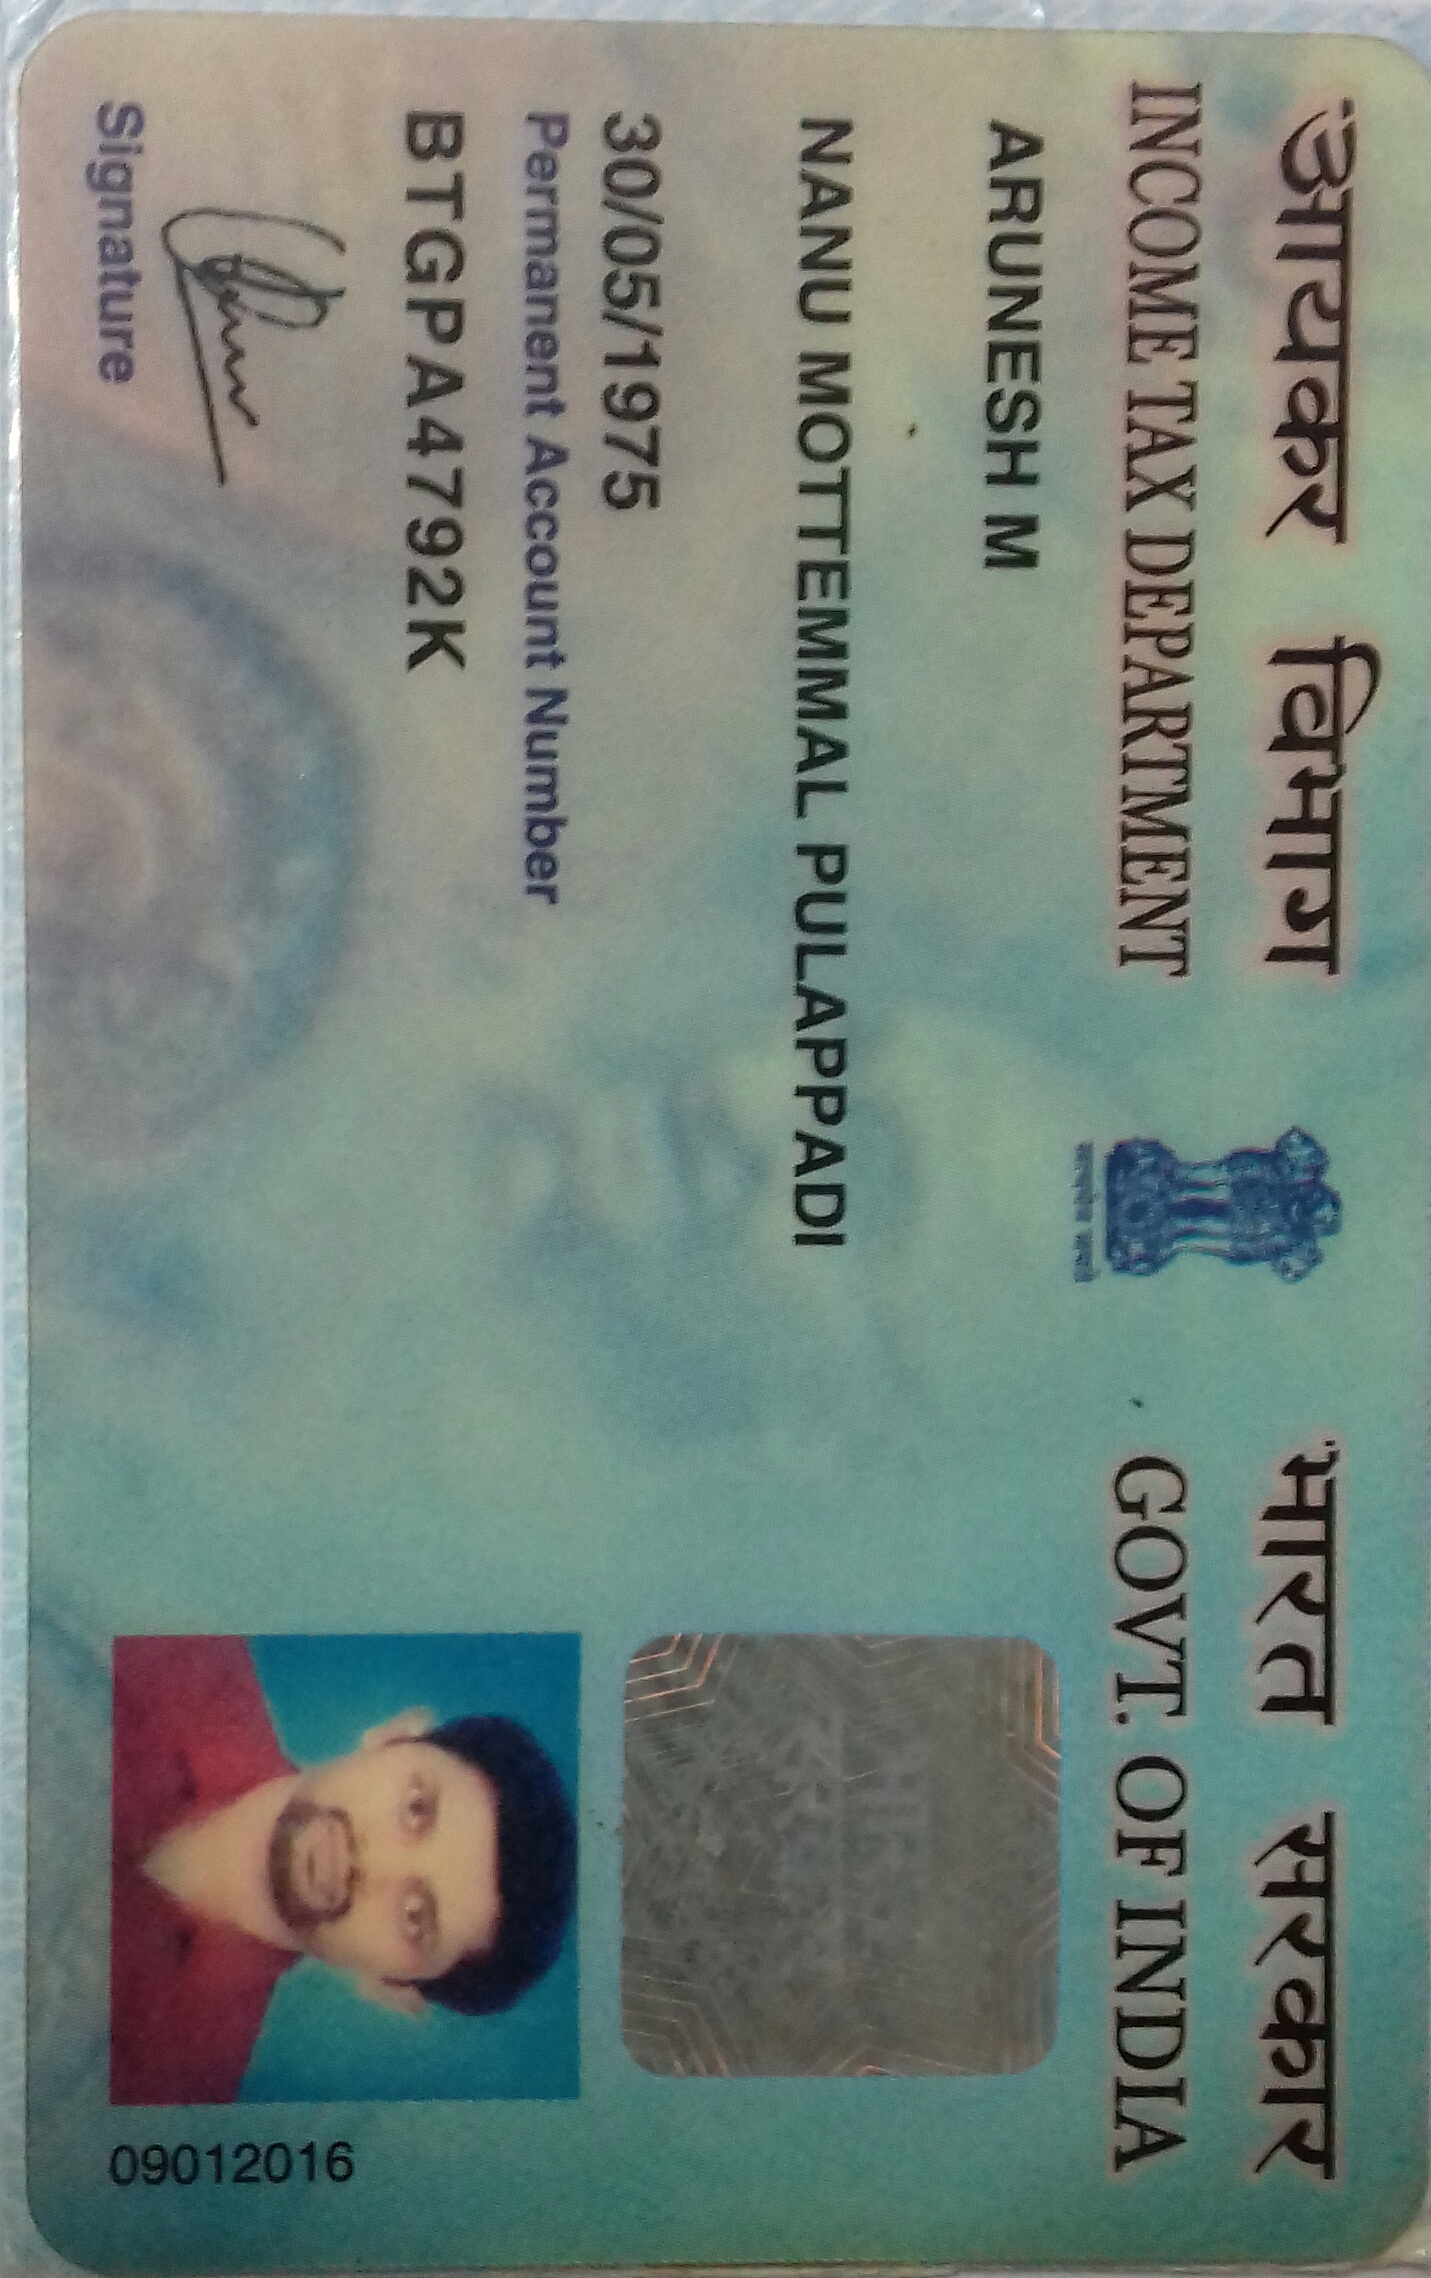 आयकर विभाग
INCOME TAX DEPARTMENT
सत्यमेव जयते
भारत सरकार
GOVT. OF INDIA
ARUNESH M
NANU MOTTEMMAL PULAPPADI
30/05/1975
Permanent Account Number
BTGPA4792K
Signature
09012016